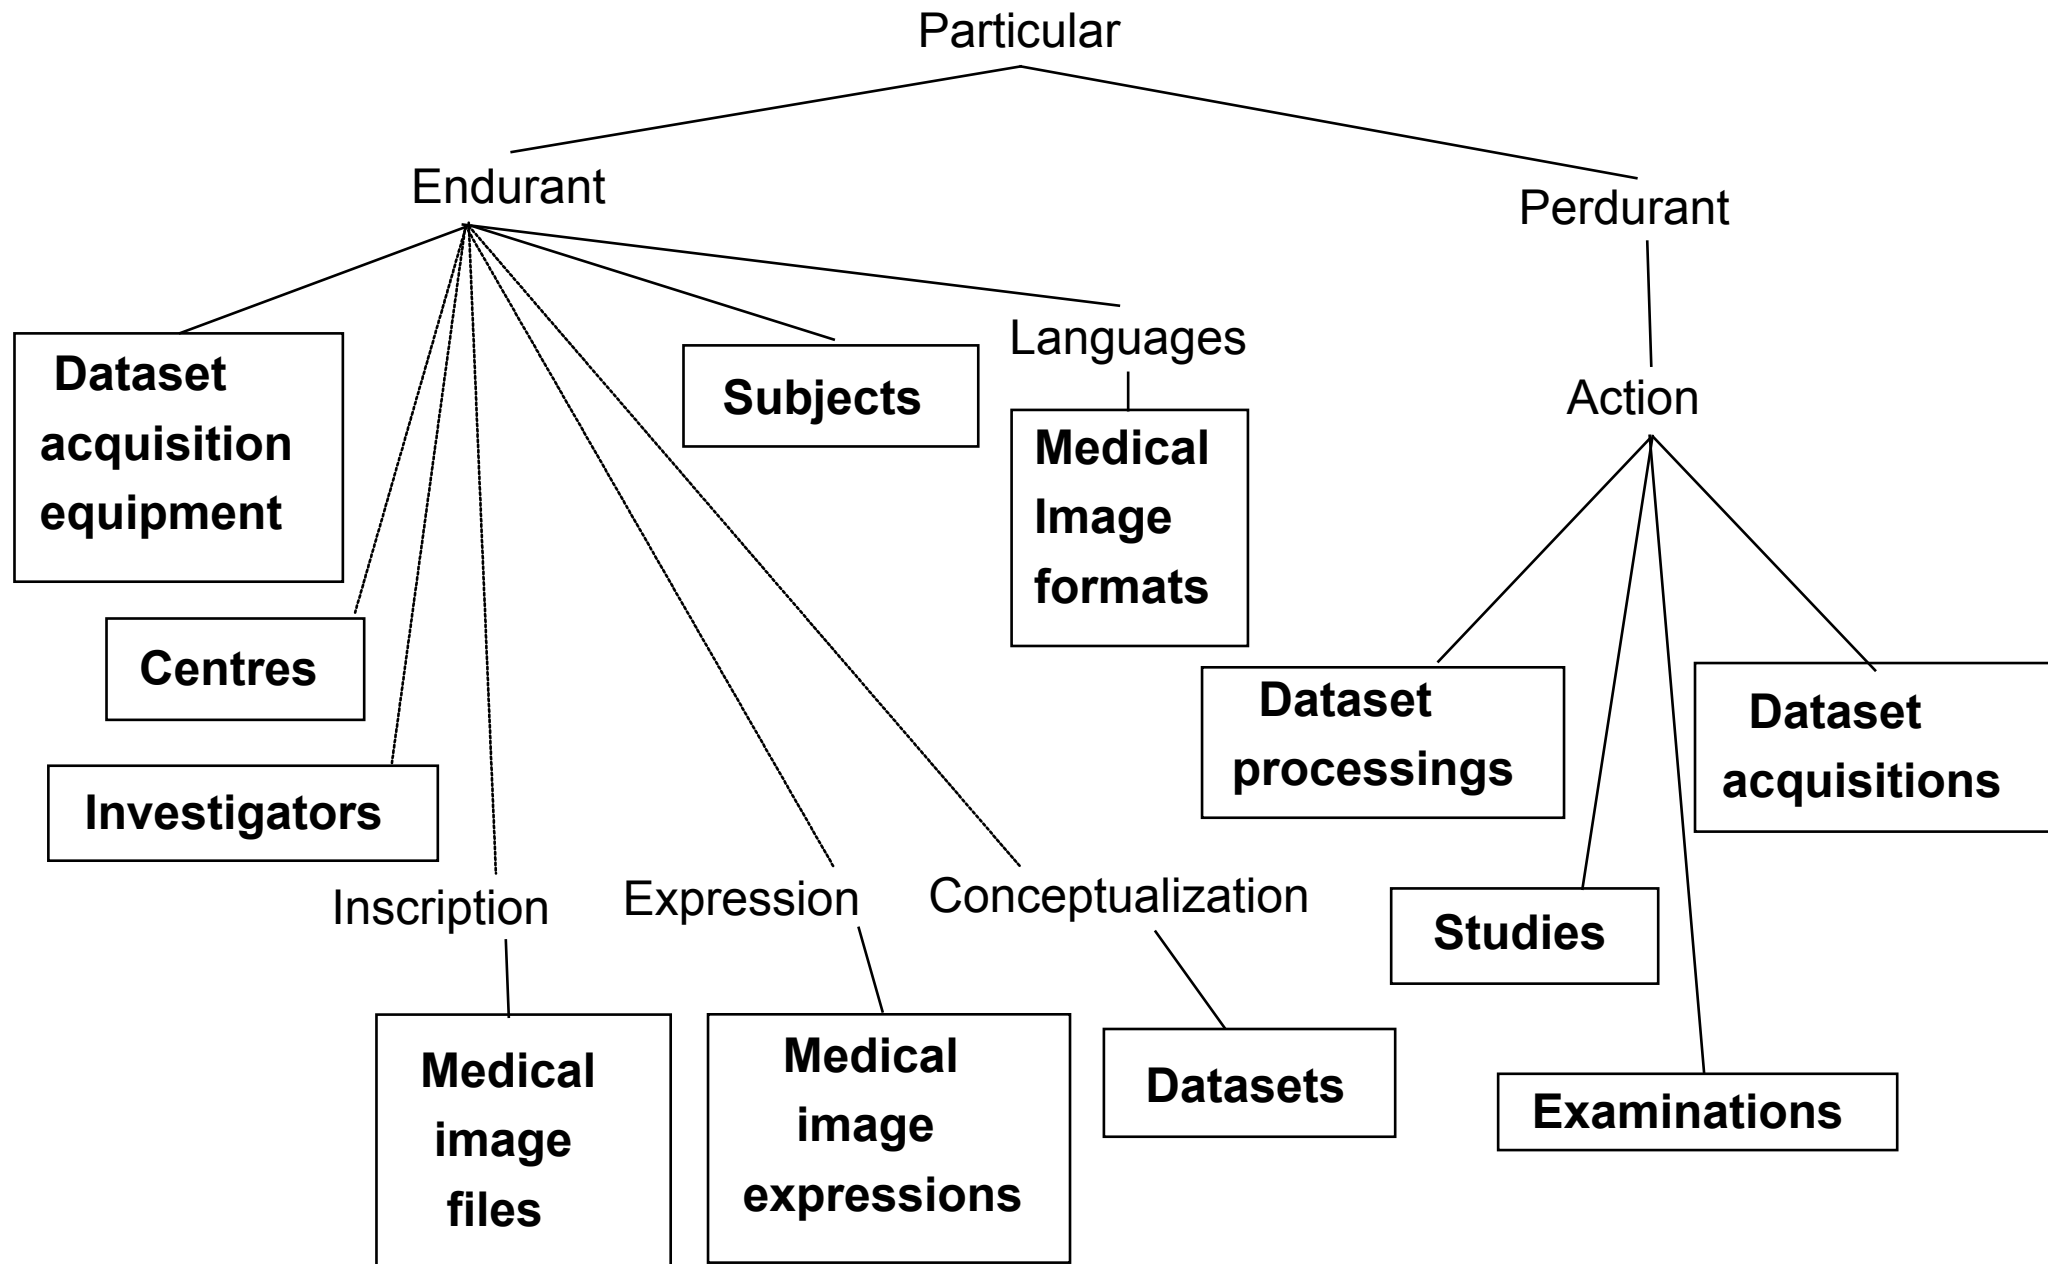 Particular
Endurant
Perdurant
Dataset
acquisition
equipment
Subjects
Languages
Medical
Image
formats
Action
Centres
Investigators
Dataset
processings
Dataset
acquisitions
Inscription
Expression
Conceptualization
Studies
Medical
image
files
Medical
image
expressions
Datasets
Examinations